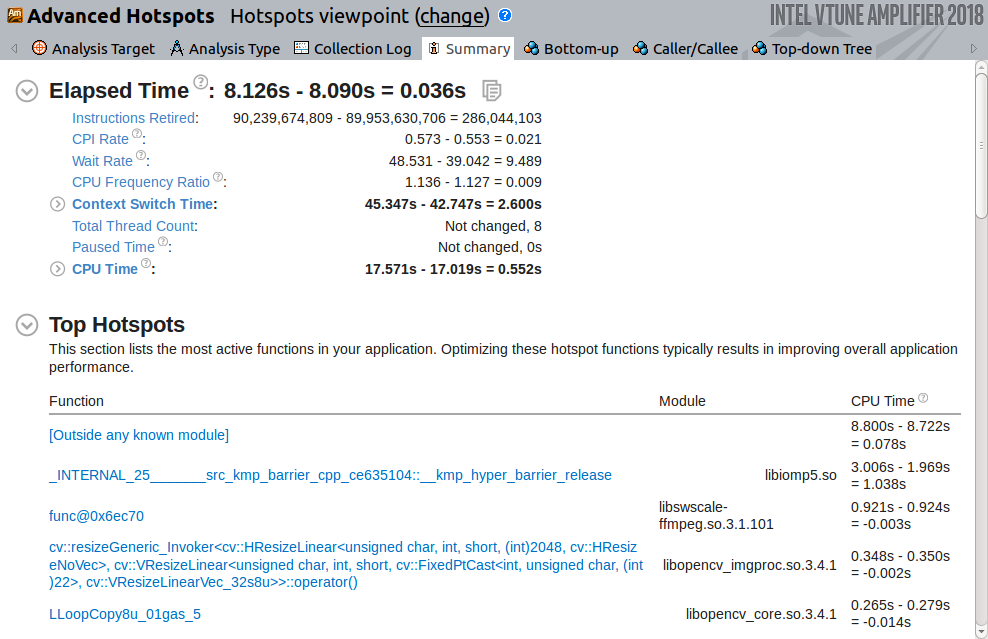 Am Advanced Hotspots Hotspots viewpoint (change) ? INTEL VTUNE AMPLIFIER 2018
Analysis Target Analysis Type Collection Log Summary Bottom-up Caller/Callee Top-down Tree
Elapsed Time ? : 8.126s - 8.090s = 0.036s
Instructions Retired: 90,239,674,809 - 89,953,630,706 = 286,044,103
CPI Rate ? : 0.573 - 0.553 = 0.021
Wait Rate ? : 48.531 - 39.042 = 9.489
CPU Frequency Ratio ? : 1.136 - 1.127 = 0.009
Context Switch Time: 45.347s - 42.747s = 2.600s
Total Thread Count: Not changed, 8
Paused Time ? : Not changed, 0s
CPU Time ? : 17.571s - 17.019s = 0.552s
Top Hotspots
This section lists the most active functions in your application. Optimizing these hotspot functions typically results in improving overall application
performance.
Function Module CPU Time ?
[Outside any known module] 8.800s - 8.722s
= 0.078s
_INTERNAL_25_______src_kmp_barrier_cpp_ce635104::__kmp_hyper_barrier_release libiomp5.so 3.006s - 1.969s
= 1.038s
func@0x6ec70 libswscale-
ffmpeg.so.3.1.101 0.921s - 0.924s
= -0.003s
cv::resizeGeneric_Invoker<cv::HResizeLinear<unsigned char, int, short, (int)2048, cv::HResiz
eNoVec>, cv::VResizeLinear<unsigned char, int, short, cv::FixedPtCast<int, unsigned char, (int
)22>, cv::VResizeLinearVec_32s8u>>::operator() libopencv_imgproc.so.3.4.1 0.348s - 0.350s
= -0.002s
LLoopCopy8u_01gas_5 libopencv_core.so.3.4.1 0.265s - 0.279s
= -0.014s